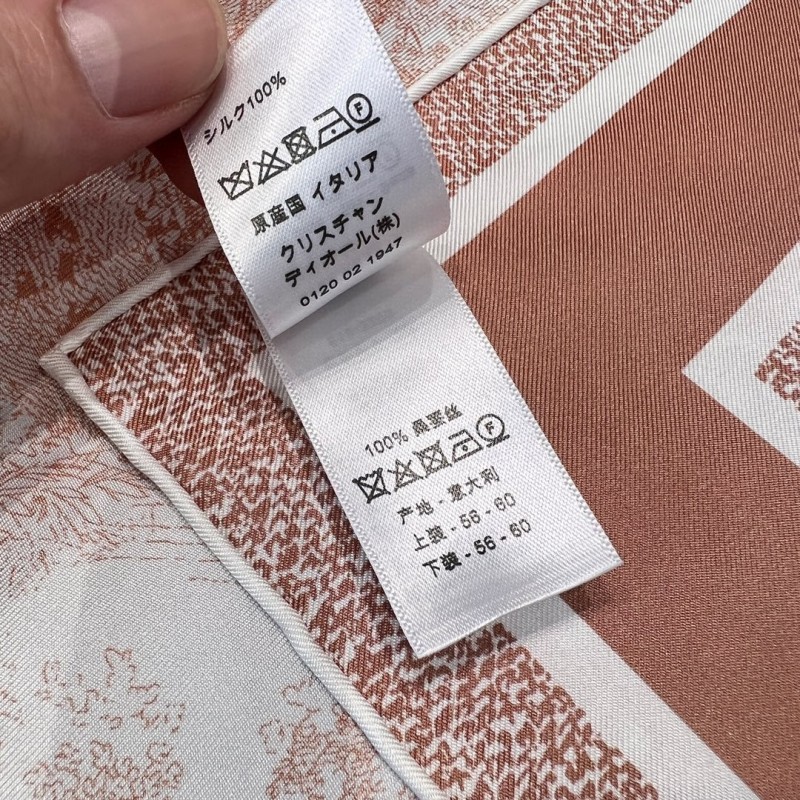 シルク100%
原産国 イタリア
クリスチャン
ディオール(株)
0120 02 1947
100% 桑蚕丝
产地 - 意大利
上装 - 56 - 60
下装 - 56 - 60